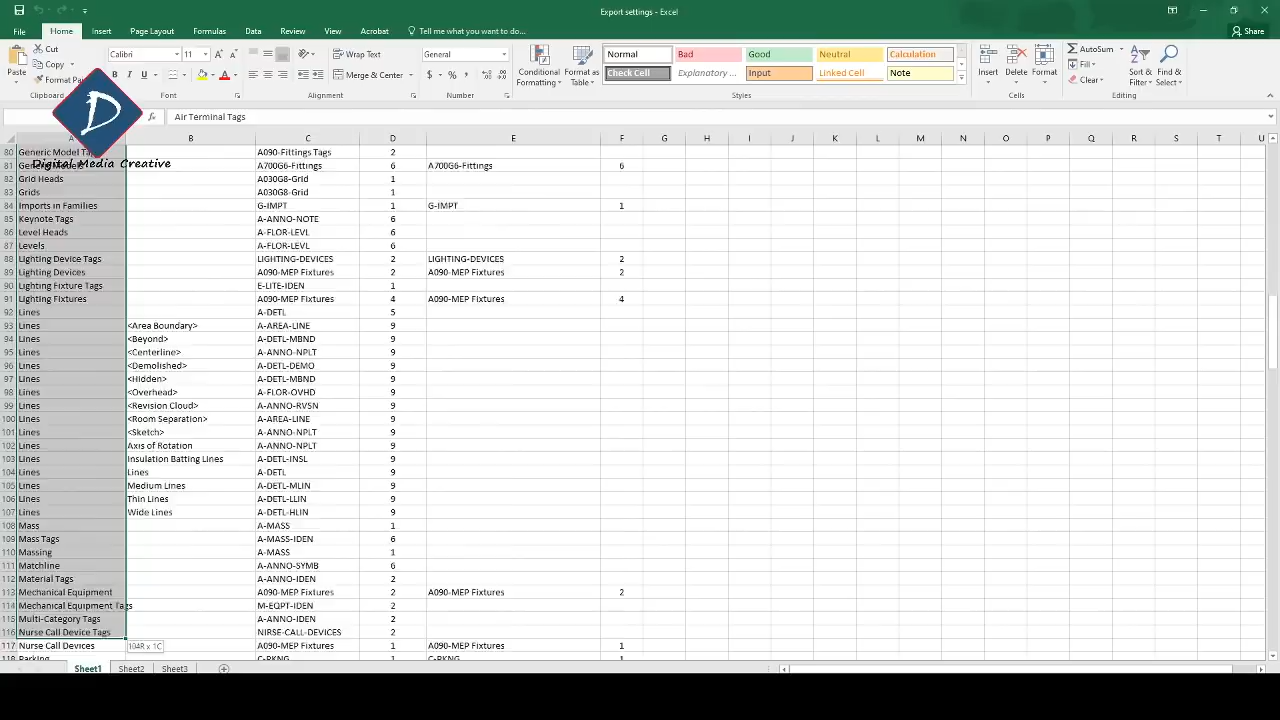 Export settings - Excel
File Home Insert Page Layout Formulas Data Review View Acrobat Tell me what you want to do... Share
Paste Cut Copy Format Clipboard
Calibri 11 B I U A Font
Wrap Text Merge & Center Alignment
General $ % , Number
Conditional Formatting Format as Table
Normal Bad Good Neutral Calculation
Check Cell Explanatory ... Input Linked Cell Note
Styles
Insert Delete Format Cells
AutoSum Fill Clear Sort & Filter Find & Select Editing
D
fx Air Terminal Tags
Digital Media Creative
A B C D E F G H I J K L M N O P Q R S T U
80 Generic Model A090-Fittings Tags 2
81 A700G6-Fittings 6 A700G6-Fittings 6
82 Grid Heads A030G8-Grid 1
83 Grids A030G8-Grid 1
84 Imports in Families G-IMPT 1 G-IMPT 1
85 Keynote Tags A-ANNO-NOTE 6
86 Level Heads A-FLOR-LEVL 6
87 Levels A-FLOR-LEVL 6
88 Lighting Device Tags LIGHTING-DEVICES 2 LIGHTING-DEVICES 2
89 Lighting Devices A090-MEP Fixtures 2 A090-MEP Fixtures 2
90 Lighting Fixture Tags E-LITE-IDEN 1
91 Lighting Fixtures A090-MEP Fixtures 4 A090-MEP Fixtures 4
92 Lines A-DETL 5
93 Lines <Area Boundary> A-AREA-LINE 9
94 Lines <Beyond> A-DETL-MBND 9
95 Lines <Centerline> A-ANNO-NPLT 9
96 Lines <Demolished> A-DETL-DEMO 9
97 Lines <Hidden> A-DETL-MBND 9
98 Lines <Overhead> A-FLOR-OVHD 9
99 Lines <Revision Cloud> A-ANNO-RVSN 9
100 Lines <Room Separation> A-AREA-LINE 9
101 Lines <Sketch> A-ANNO-NPLT 9
102 Lines Axis of Rotation A-ANNO-NPLT 9
103 Lines Insulation Batting Lines A-DETL-INSL 9
104 Lines Lines A-DETL 9
105 Lines Medium Lines A-DETL-MLIN 9
106 Lines Thin Lines A-DETL-LLIN 9
107 Lines Wide Lines A-DETL-HLIN 9
108 Mass A-MASS 1
109 Mass Tags A-MASS-IDEN 6
110 Massing A-MASS 1
111 Matchline A-ANNO-SYMB 6
112 Material Tags A-ANNO-IDEN 2
113 Mechanical Equipment A090-MEP Fixtures 2 A090-MEP Fixtures 2
114 Mechanical Equipment Tags M-EQPT-IDEN 2
115 Multi-Category Tags A-ANNO-IDEN 2
116 Nurse Call Device Tags NIRSE-CALL-DEVICES 2
117 Nurse Call Devices 104R x 1C A090-MEP Fixtures 1 A090-MEP Fixtures 1
118 Parking C-PKNG 1 C-PKNG 1
Sheet1 Sheet2 Sheet3